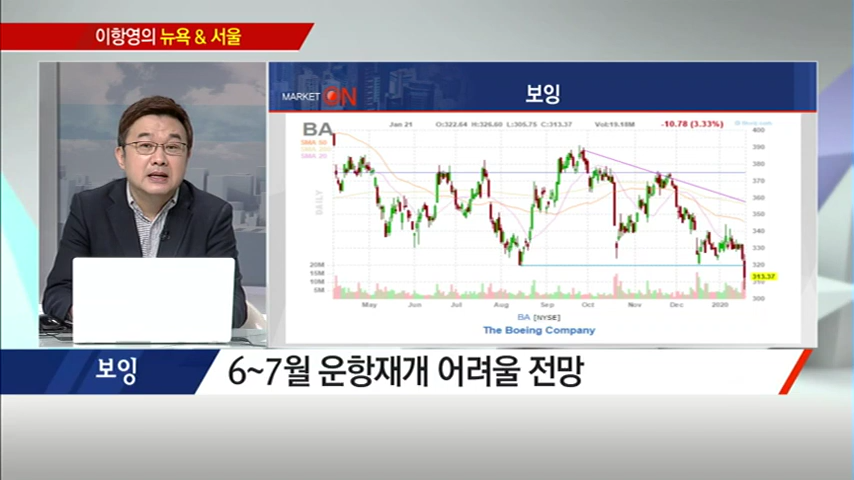 이항영의 뉴욕 & 서울
MARKET ON
보잉
BA
Jan 21 O:322.64 H:326.60 L:305.75 C:313.37 Vol:19.18M -10.78 (3.33%)
SMA-50
SMA-200
SMA-20
DAILY
400
390
380
370
360
350
340
330
320
313.37
310
300
20M
15M
10M
5M
May Jun Jul Aug Sep Oct Nov Dec 2020
BA [NYSE]
The Boeing Company
보잉
6~7월 운항재개 어려울 전망